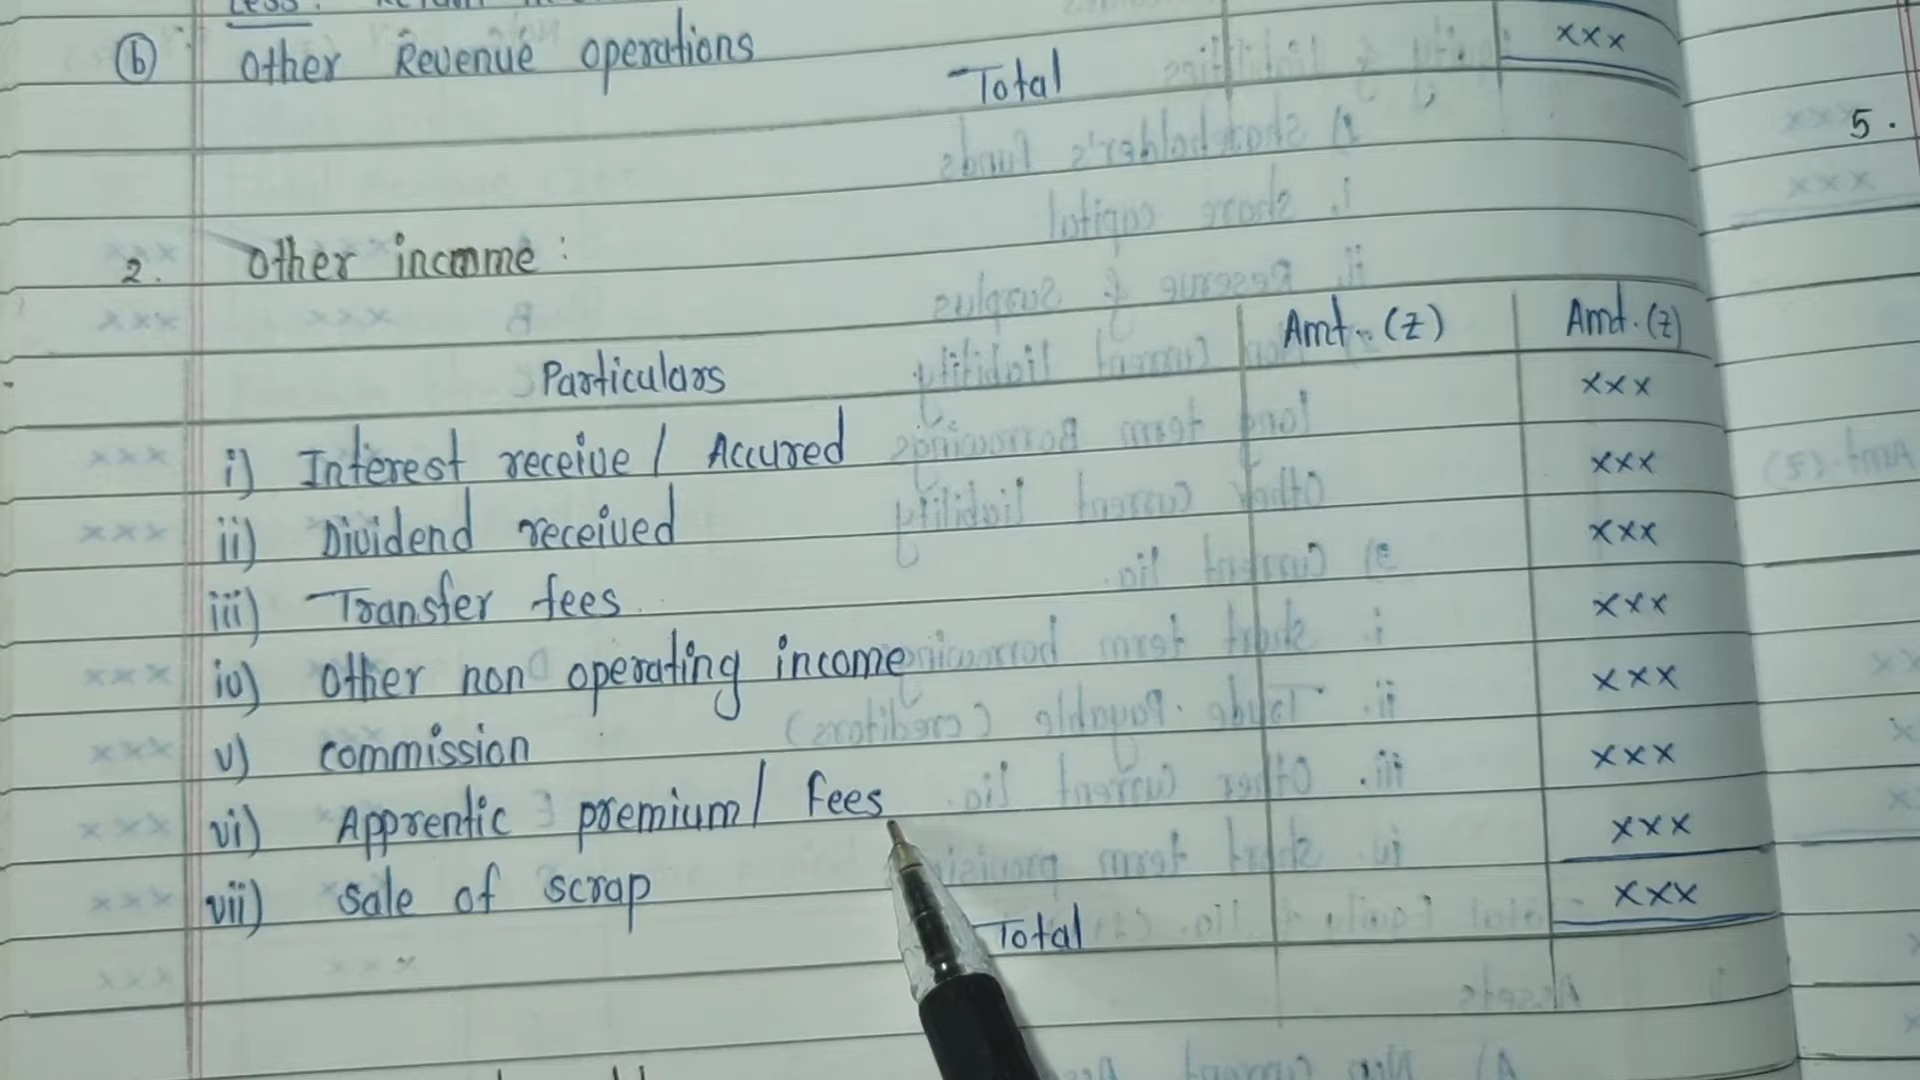 Less:
ⓑ Other Revenue operations
Total xxx
5.
2. Other incomme:
Particulars Amt. (₹) Amt. (₹)
i) Interest receive / Accured xxx
ii) Dividend received xxx
iii) Transfer fees xxx
iv) Other non operating income xxx
v) commission xxx
vi) Apprentic premium / Fees xxx
vii) Sale of scrap xxx
Total xxx